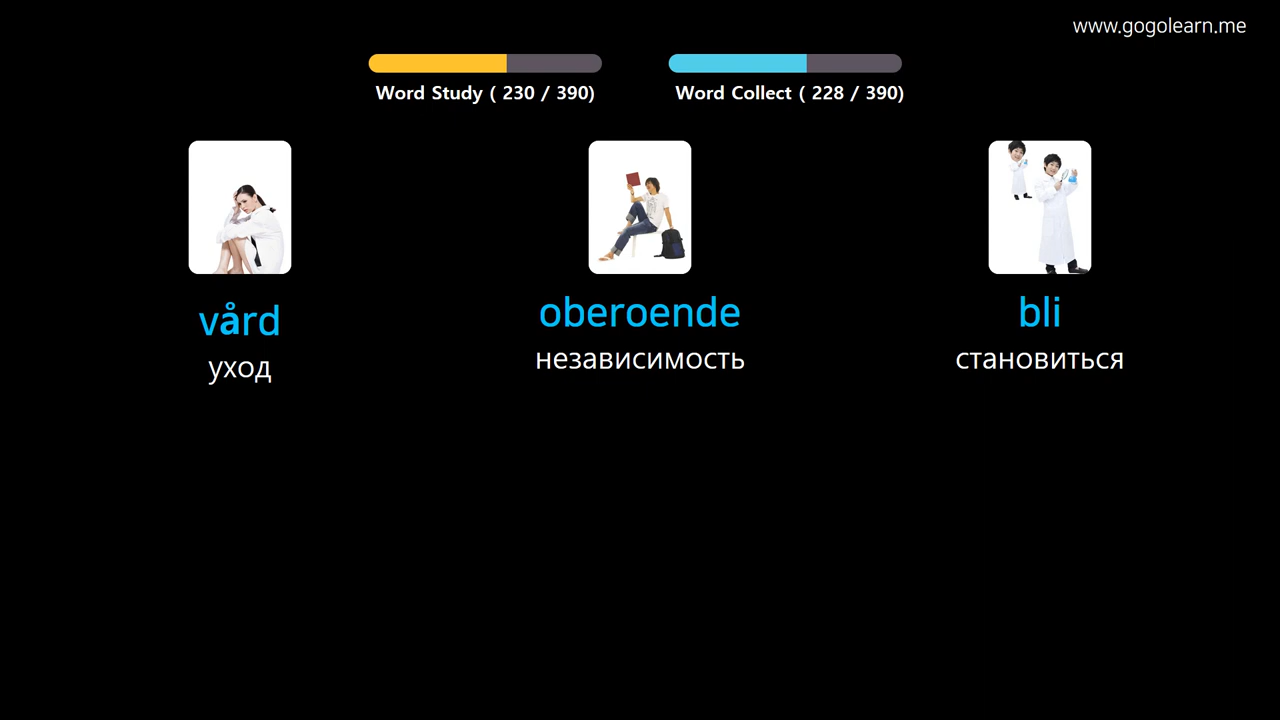 www.gogolearn.me
Word Study ( 230 / 390)
Word Collect ( 228 / 390)
vård
уход
oberoende
независимость
bli
становиться